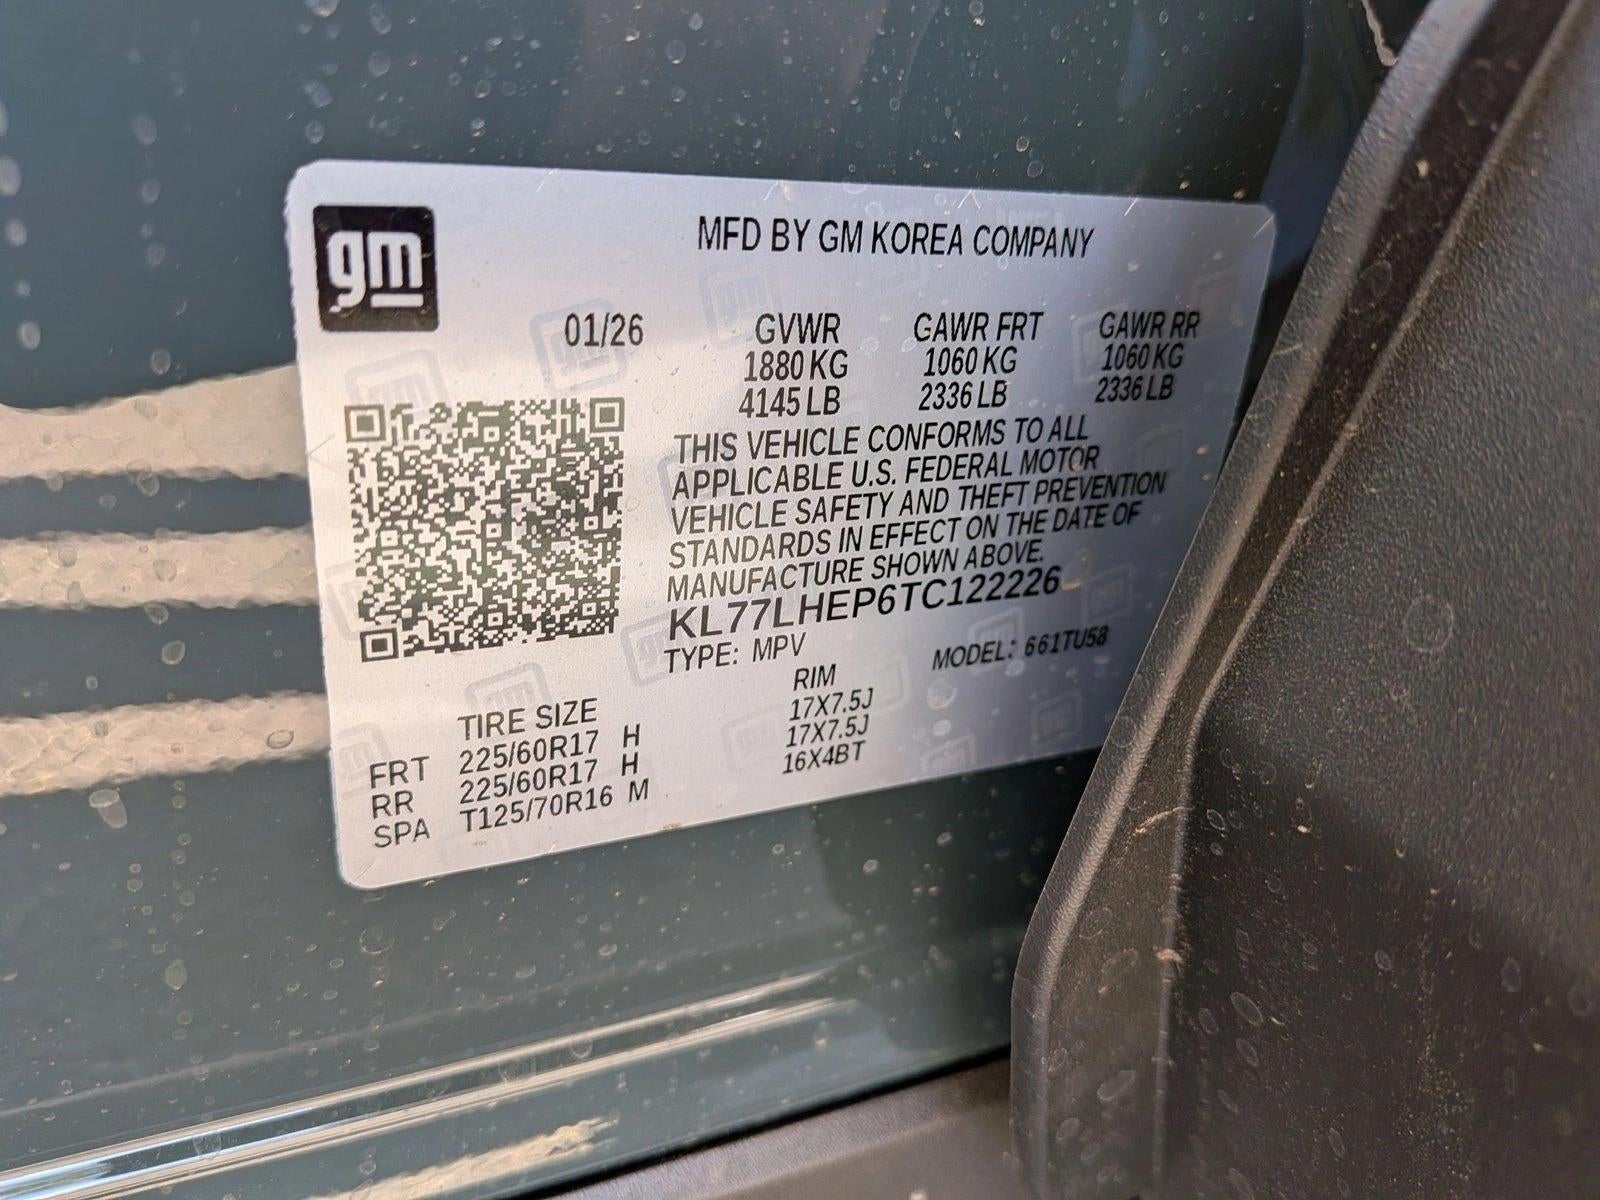 gm
MFD BY GM KOREA COMPANY
01/26 GVWR GAWR FRT GAWR RR
1880 KG 1060 KG 1060 KG
4145 LB 2336 LB 2336 LB
THIS VEHICLE CONFORMS TO ALL
APPLICABLE U.S. FEDERAL MOTOR
VEHICLE SAFETY AND THEFT PREVENTION
STANDARDS IN EFFECT ON THE DATE OF
MANUFACTURE SHOWN ABOVE.
KL77LHEP6TC122226
TYPE: MPV MODEL: 661TU58
TIRE SIZE RIM
FRT 225/60R17 H 17X7.5J
RR 225/60R17 H 17X7.5J
SPA T125/70R16 M 16X4BT